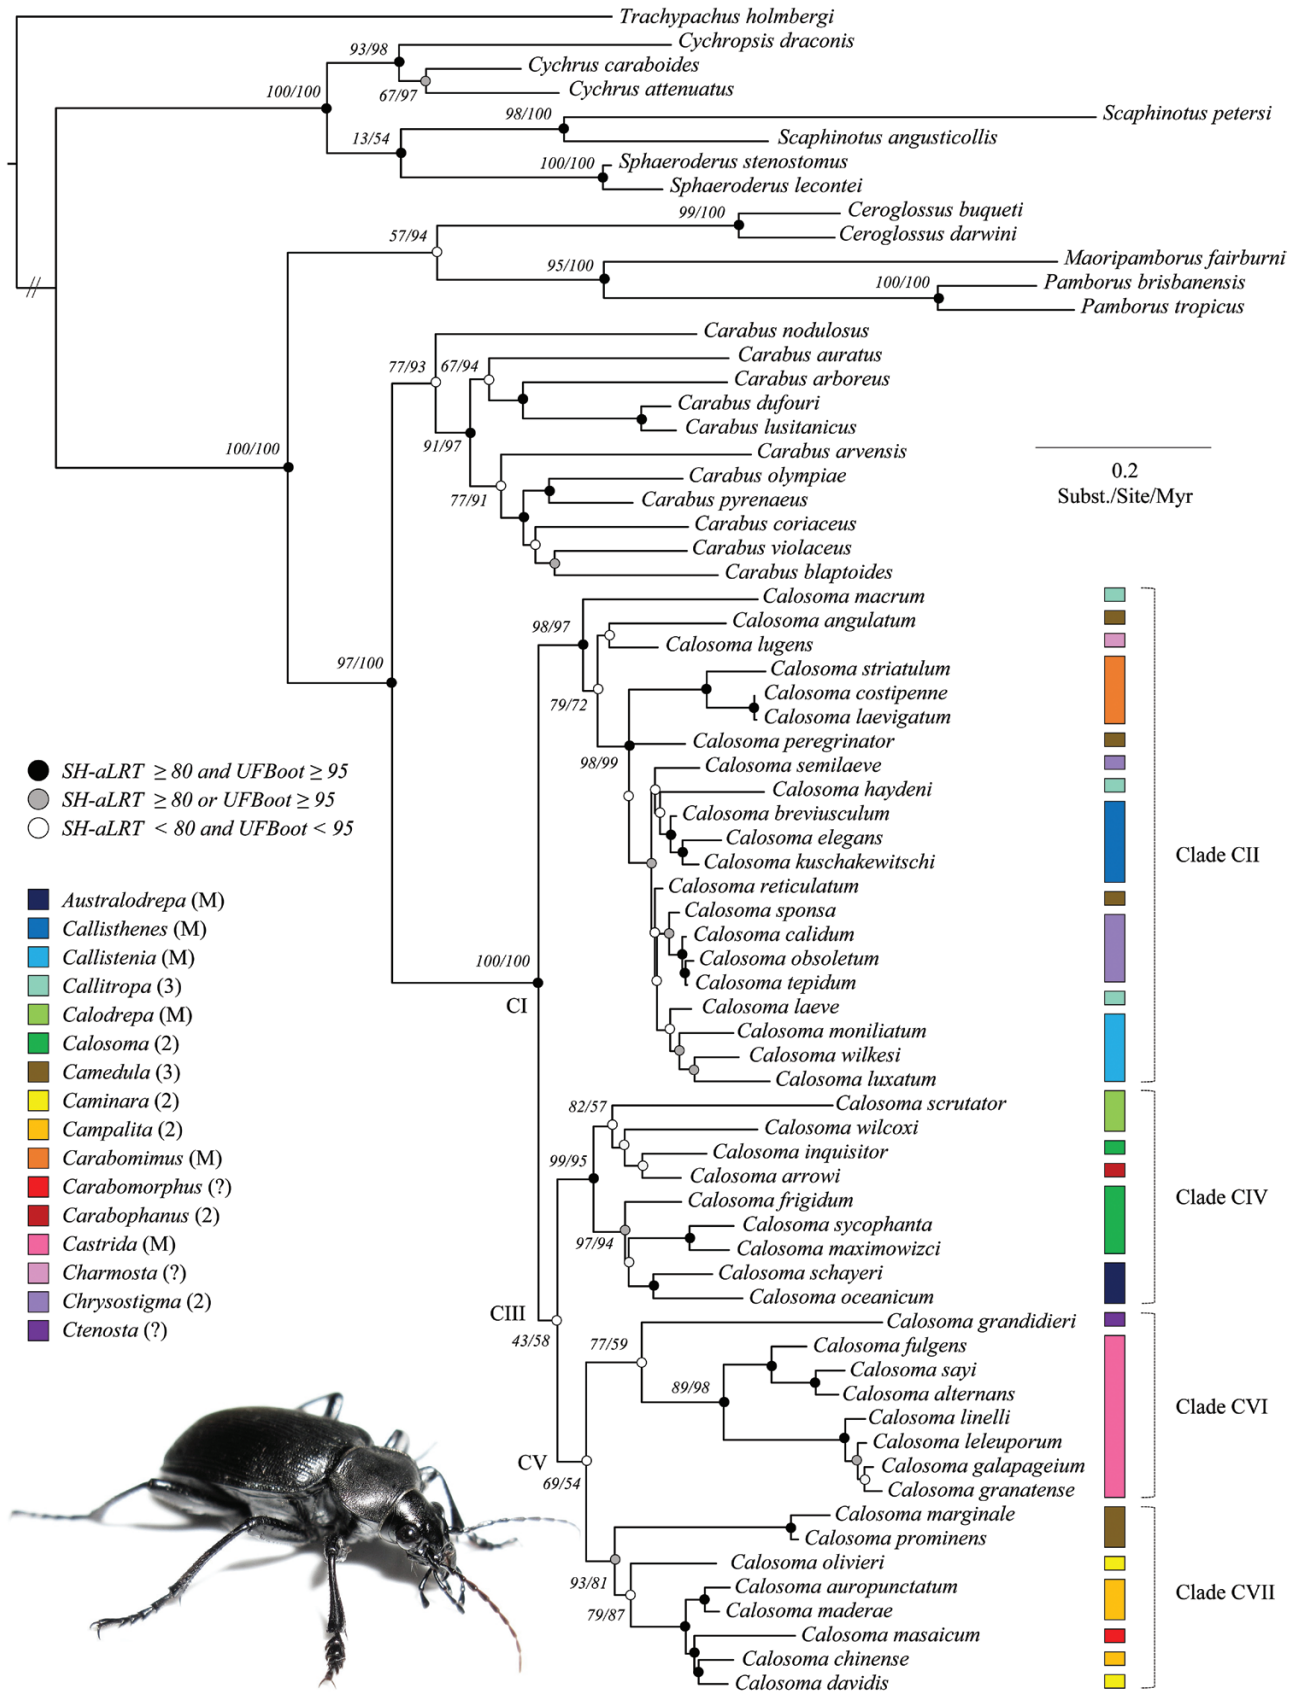 Trachypachus holmbergi
Cychropsis draconis
93/98
Cychrus caraboides
67/97
Cychrus attenuatus
100/100
98/100
Scaphinotus petersi
13/54
Scaphinotus angusticollis
100/100
Sphaeroderus stenostomus
Sphaeroderus lecontei
99/100
Ceroglossus buqueti
57/94
Ceroglossus darwini
95/100
Maoripamborus fairburni
100/100
Pamborus brisbanensis
Pamborus tropicus
Carabus nodulosus
77/93
67/94
Carabus auratus
Carabus arboreus
Carabus dufouri
Carabus lusitanicus
91/97
100/100
Carabus arvensis
Carabus olympiae
77/91
Carabus pyrenaeus
Carabus coriaceus
Carabus violaceus
Carabus blaptoides
0.2
Subst./Site/Myr
Calosoma macrum
98/97
Calosoma angulatum
Calosoma lugens
97/100
Calosoma striatulum
79/72
Calosoma costipenne
Calosoma laevigatum
Calosoma peregrinator
98/99
Calosoma semilaeve
Calosoma haydeni
Calosoma breviusculum
Calosoma elegans
Calosoma kuschakewitschi
Calosoma reticulatum
Calosoma sponsa
Calosoma calidum
Calosoma obsoletum
Calosoma tepidum
Calosoma laeve
Calosoma moniliatum
Calosoma wilkesi
Calosoma luxatum
Clade CII
100/100
CI
SH-aLRT ≥ 80 and UFBoot ≥ 95
SH-aLRT ≥ 80 or UFBoot ≥ 95
SH-aLRT < 80 and UFBoot < 95
Australodrepa (M)
Callisthenes (M)
Callistenia (M)
Callitropa (3)
Calodrepa (M)
Calosoma (2)
Camedula (3)
Caminara (2)
Campalita (2)
Carabomimus (M)
Carabomorphus (?)
Carabophanus (2)
Castrida (M)
Charmosta (?)
Chrysostigma (2)
Ctenosta (?)
82/57
Calosoma scrutator
Calosoma wilcoxi
Calosoma inquisitor
99/95
Calosoma arrowi
Calosoma frigidum
Calosoma sycophanta
97/94
Calosoma maximowizci
Calosoma schayeri
Calosoma oceanicum
Clade CIV
CIII
43/58
Calosoma grandidieri
77/59
Calosoma fulgens
Calosoma sayi
89/98
Calosoma alternans
Calosoma linelli
Calosoma leleuporum
Calosoma galapageium
Calosoma granatense
Clade CVI
CV
69/54
Calosoma marginale
Calosoma prominens
Calosoma olivieri
93/81
Calosoma auropunctatum
79/87
Calosoma maderae
Calosoma masaicum
Calosoma chinense
Calosoma davidis
Clade CVII